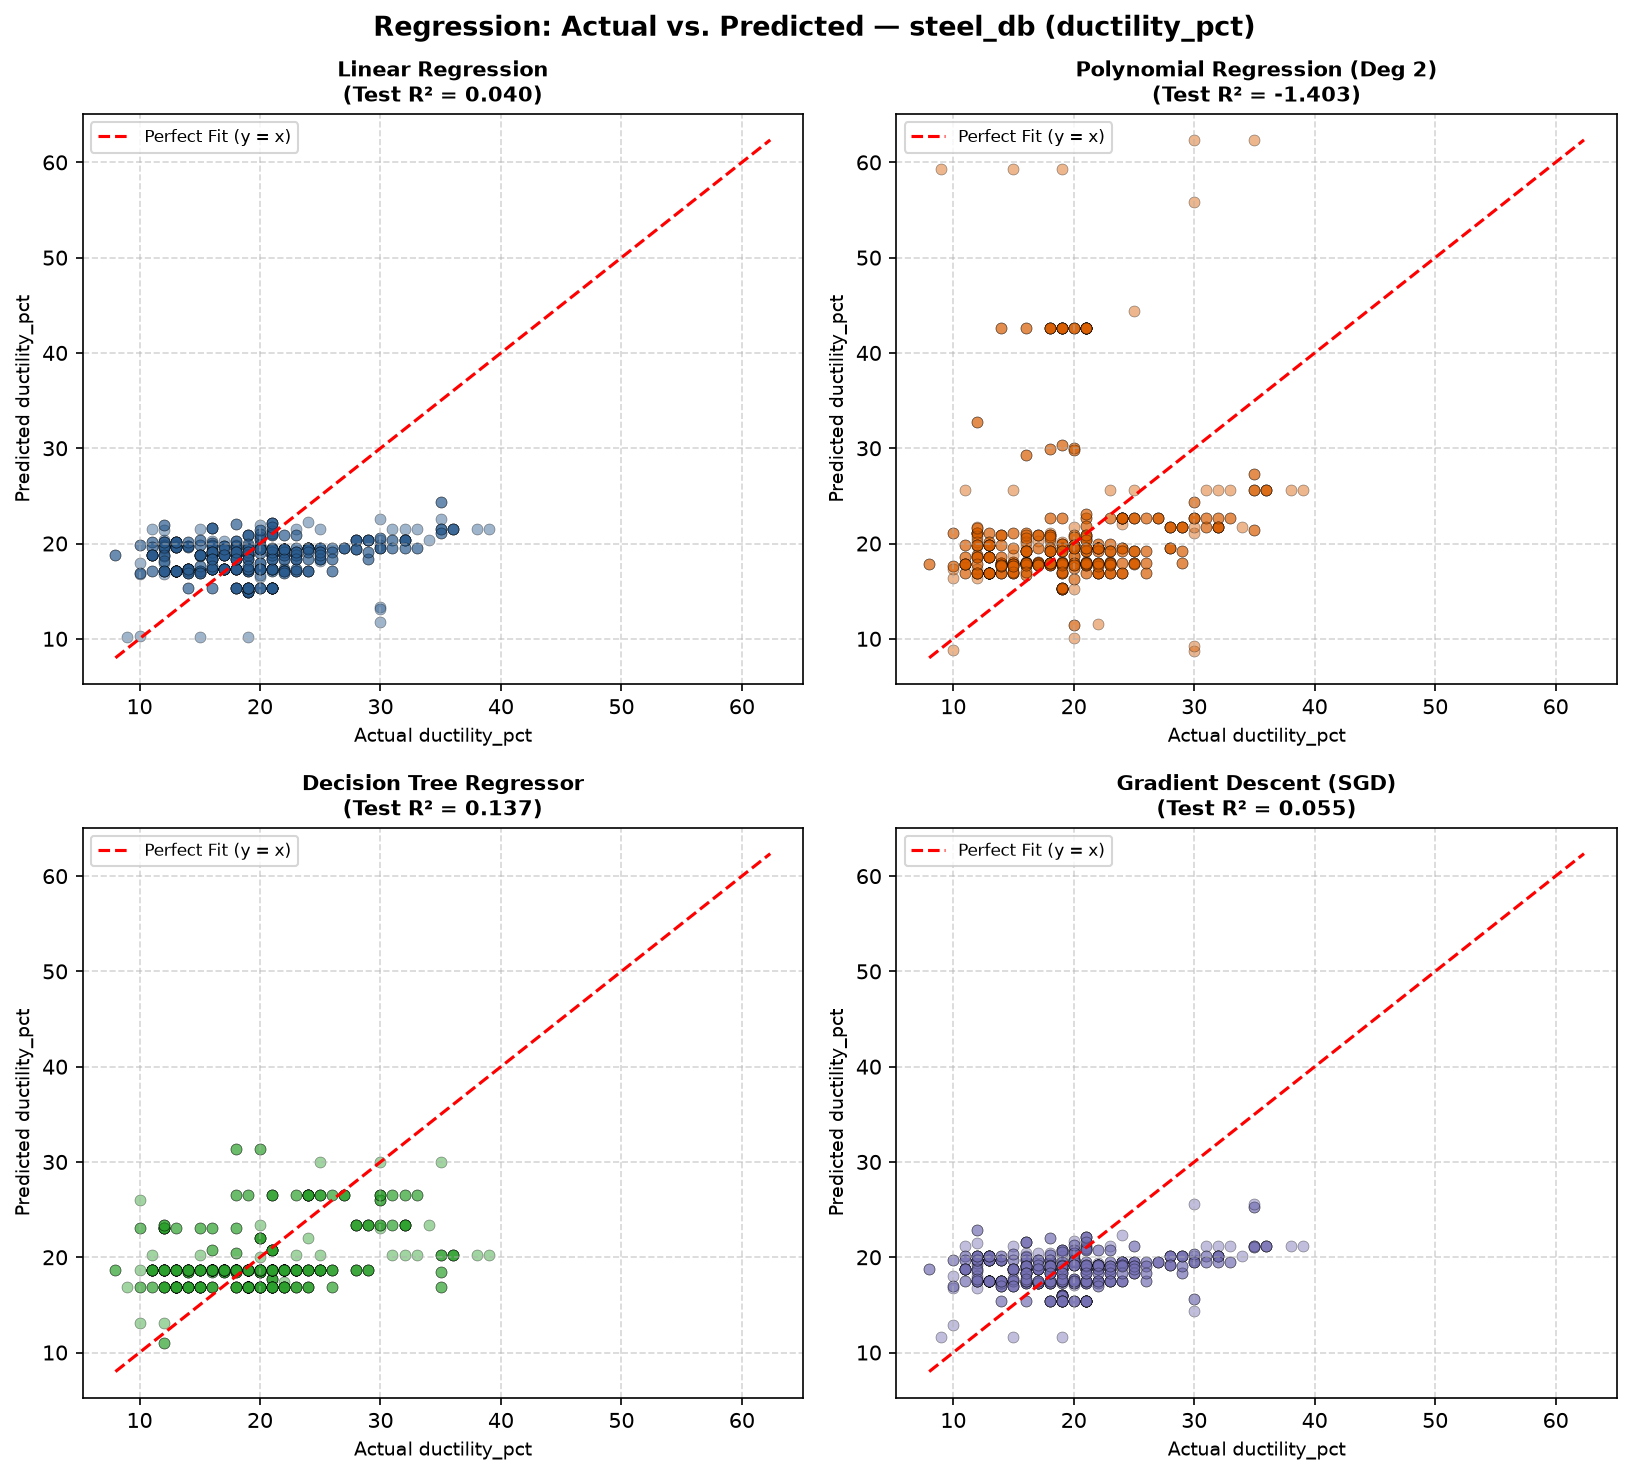 Regression: Actual vs. Predicted — steel_db (ductility_pct)
Linear Regression
(Test R² = 0.040)
Perfect Fit (y = x)
60
50
40
30
20
10
Predicted ductility_pct
10 20 30 40 50 60
Actual ductility_pct
Polynomial Regression (Deg 2)
(Test R² = -1.403)
Perfect Fit (y = x)
60
50
40
30
20
10
Predicted ductility_pct
10 20 30 40 50 60
Actual ductility_pct
Decision Tree Regressor
(Test R² = 0.137)
Perfect Fit (y = x)
60
50
40
30
20
10
Predicted ductility_pct
10 20 30 40 50 60
Actual ductility_pct
Gradient Descent (SGD)
(Test R² = 0.055)
Perfect Fit (y = x)
60
50
40
30
20
10
Predicted ductility_pct
10 20 30 40 50 60
Actual ductility_pct